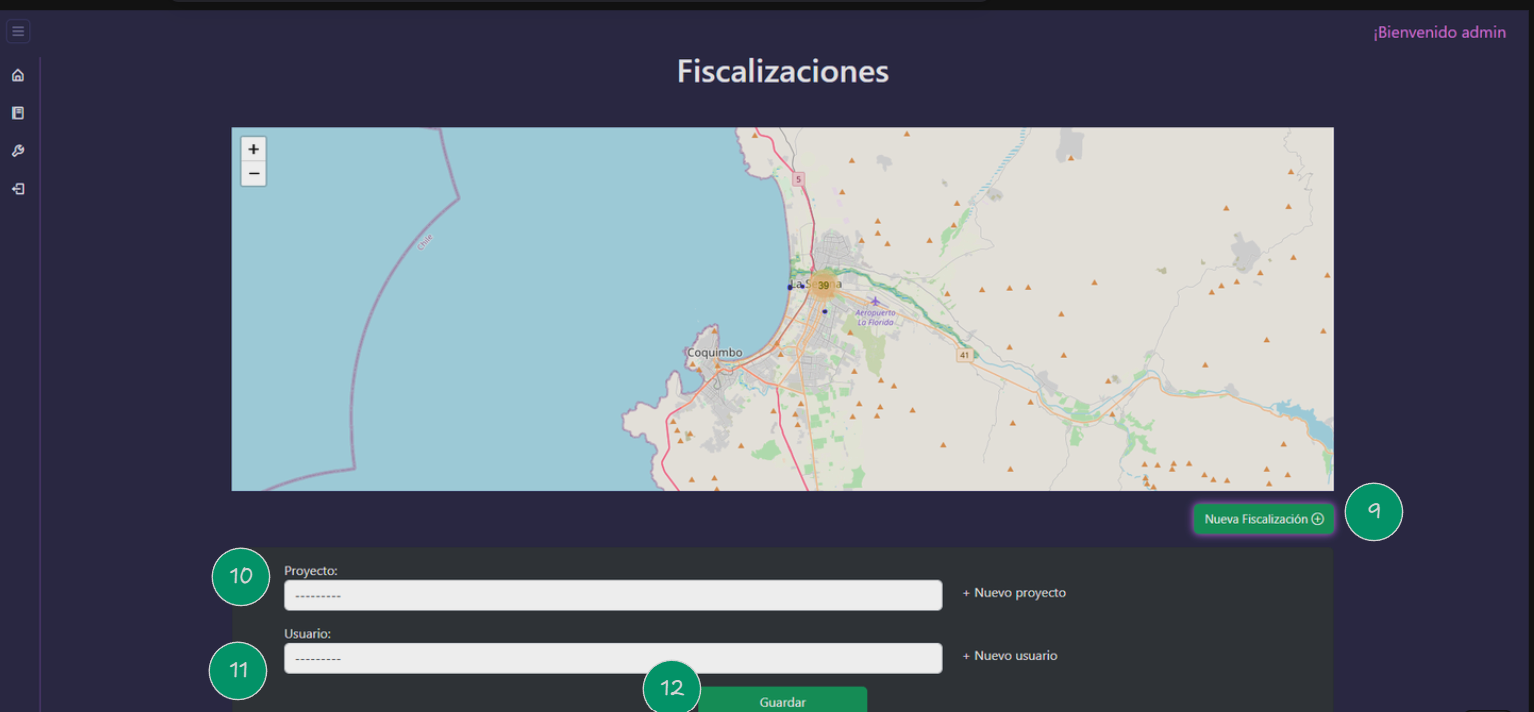 ¡Bienvenido admin
Fiscalizaciones
+
−
5
Chile
La Serena
39
Aeropuerto
La Florida
Coquimbo
41
Nueva Fiscalización
9
10
Proyecto:
---------
+ Nuevo proyecto
Usuario:
11
---------
+ Nuevo usuario
12
Guardar